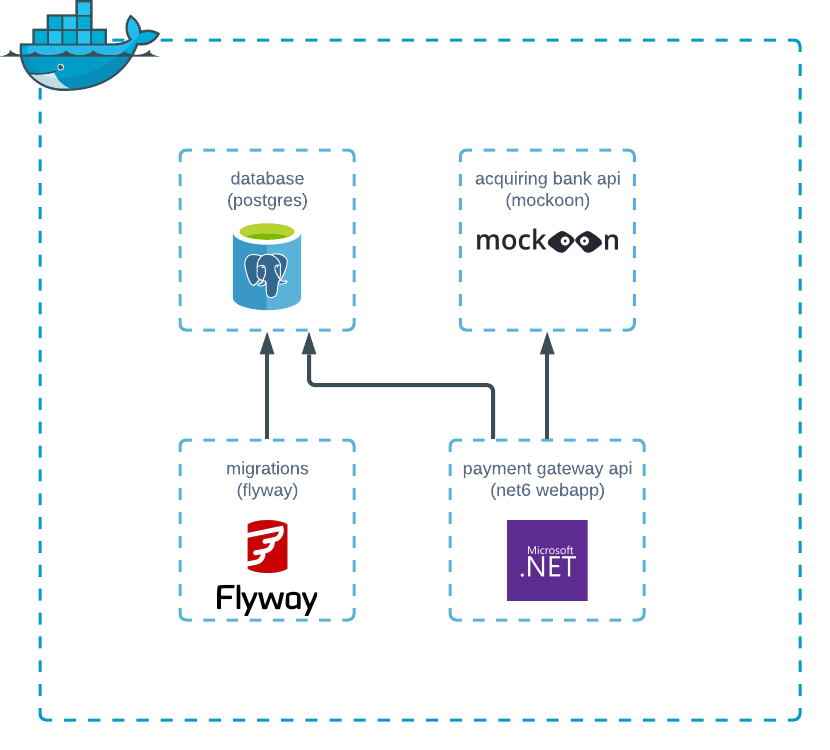 database
(postgres)
acquiring bank api
(mockoon)
mockoon
migrations
(flyway)
Flyway
payment gateway api
(net6 webapp)
Microsoft
.NET